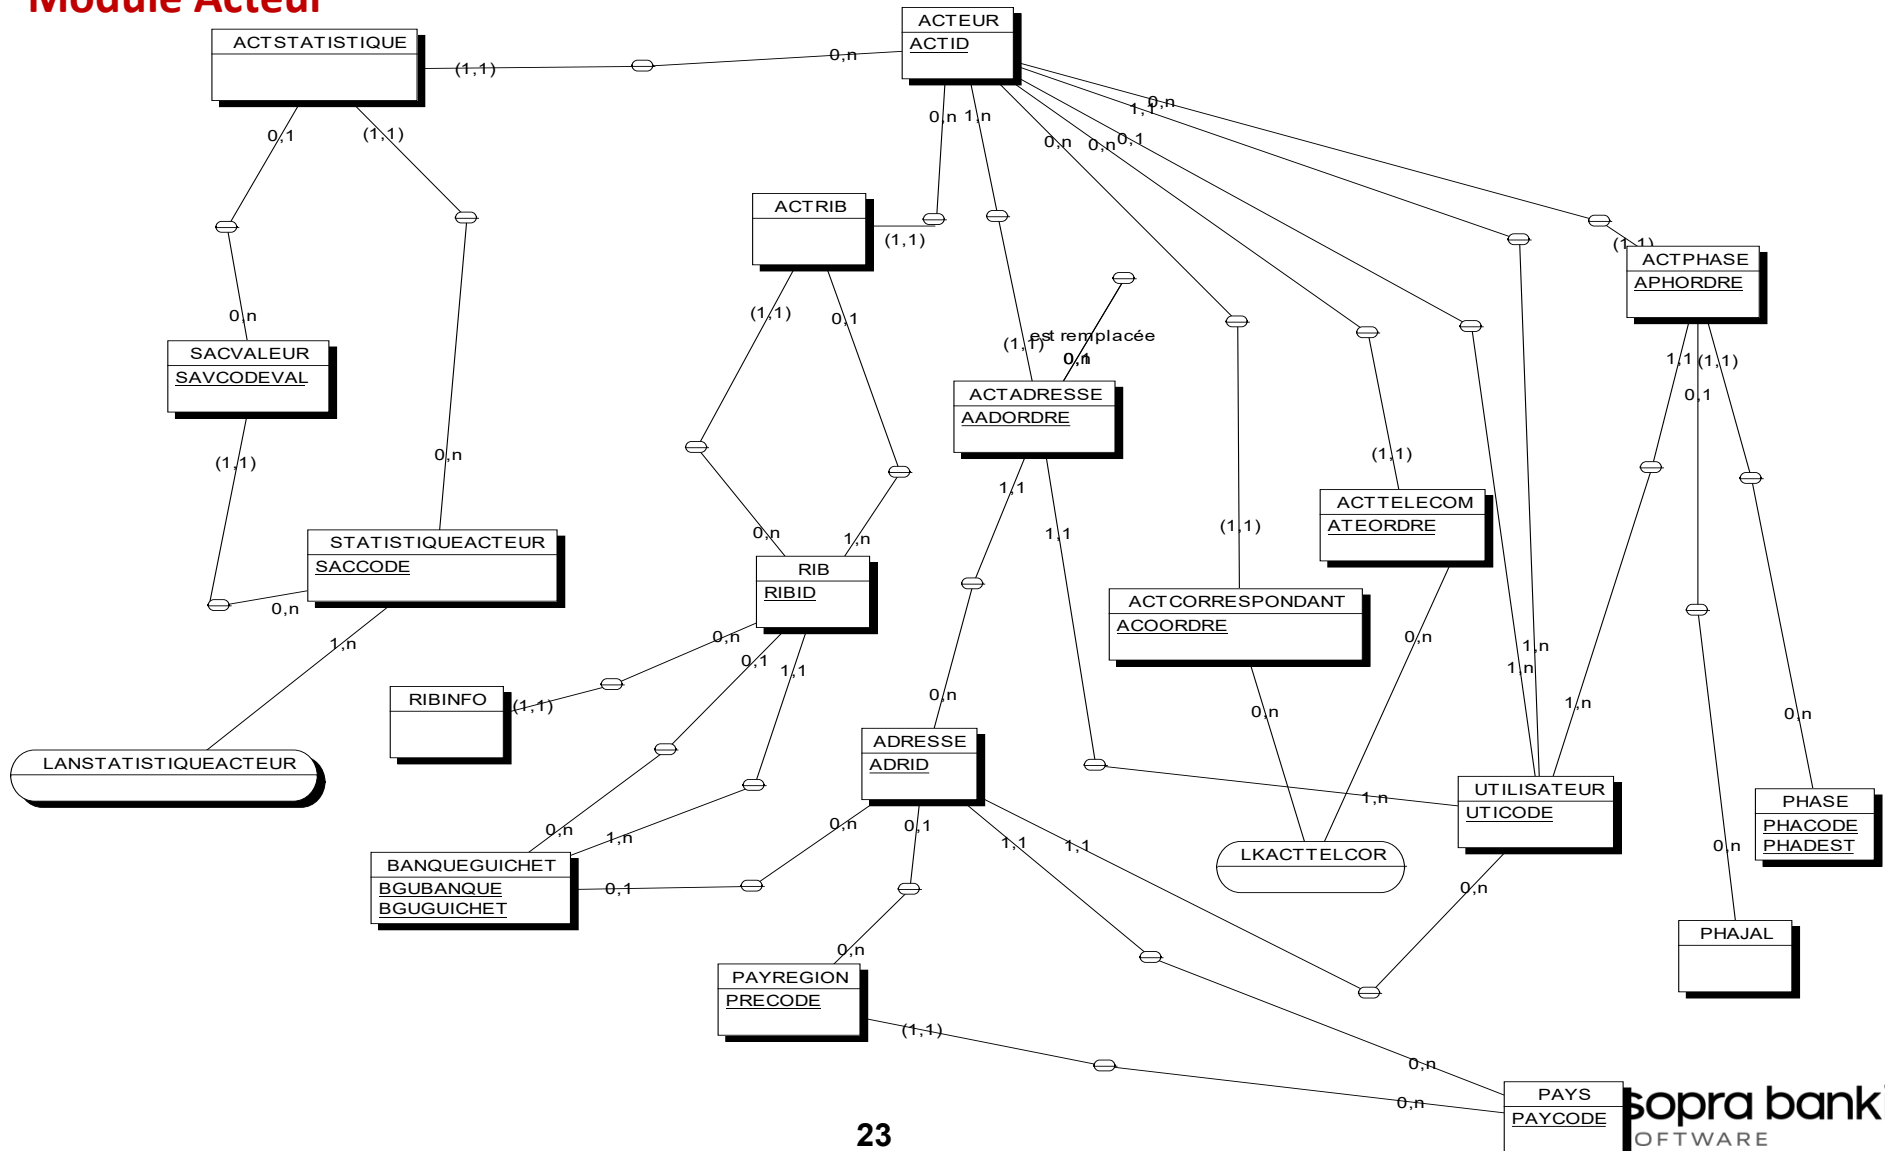 Module Acteur
ACTEUR
ACTID
ACTSTATISTIQUE
(1,1)
0,n
0,n
1,1
0,n
1,n
0,n
0,n
0,1
0,1
(1,1)
ACTRIB
(1,1)
(1,1)
ACTPHASE
APHORDRE
(1,1)
0,1
0,n
est remplacée
(1,1)
0,n
0,1
SACVALEUR
SAVCODEVAL
1,1
(1,1)
0,1
ACTADRESSE
AADORDRE
(1,1)
0,n
(1,1)
1,1
ACTTELECOM
ATEORDRE
(1,1)
1,1
0,n
1,n
STATISTIQUEACTEUR
SACCODE
RIB
RIBID
ACTCORRESPONDANT
ACOORDRE
0,n
1,n
0,n
0,1
1,1
0,n
1,n
1,n
RIBINFO
(1,1)
0,n
0,n
1,n
0,n
LANSTATISTIQUEACTEUR
ADRESSE
ADRID
UTILISATEUR
UTICODE
1,n
PHASE
PHACODE
PHADEST
0,n
1,n
0,n
0,1
1,1
1,1
0,n
BANQUEGUICHET
BGUBANQUE
BGUGUICHET
0,1
LKACTTELCOR
0,n
PHAJAL
0,n
PAYREGION
PRECODE
(1,1)
0,n
0,n
PAYS
PAYCODE
sopra banki
OFTWARE
23